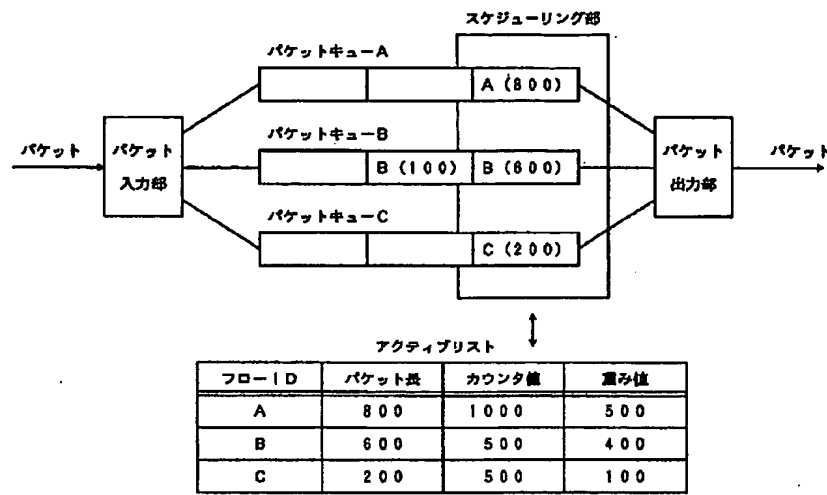 スケジューリング部
パケットキューA
A(800)
パケットキューB
パケット
パケット
入力部
B(100)
B(600)
パケット
出力部
パケット
パケットキューC
C(200)
アクティブリスト
フローID パケット長 カウンタ値 重み値
A 800 1000 500
B 600 500 400
C 200 500 100